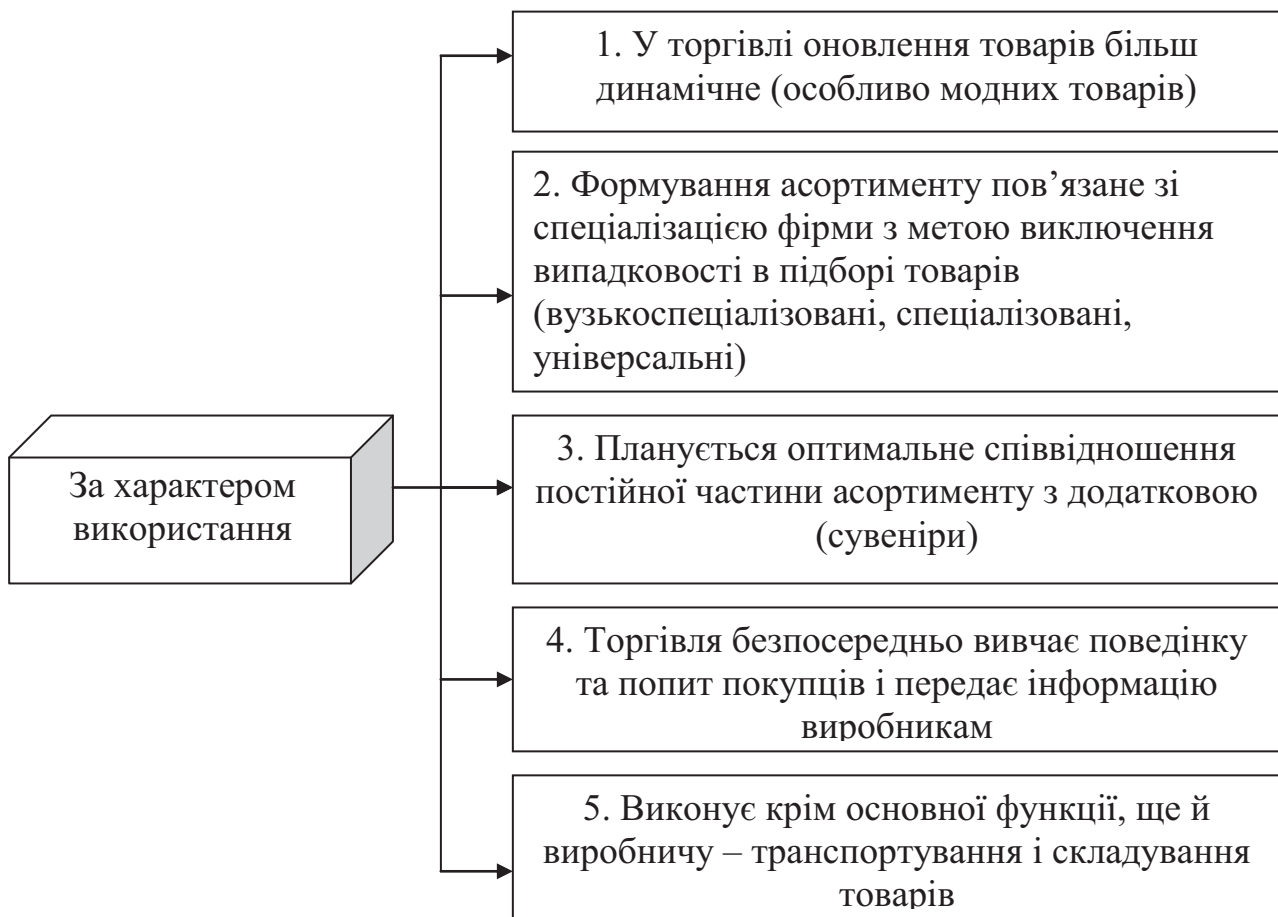 1. У торгівлі оновлення товарів більш
динамічне (особливо модних товарів)
2. Формування асортименту пов’язане зі
спеціалізацією фірми з метою виключення
випадковості в підборі товарів
(вузькоспеціалізовані, спеціалізовані,
універсальні)
За характером
використання
3. Планується оптимальне співвідношення
постійної частини асортименту з додатковою
(сувеніри)
4. Торгівля безпосередньо вивчає поведінку
та попит покупців і передає інформацію
виробникам
5. Виконує крім основної функції, ще й
виробничу – транспортування і складування
товарів